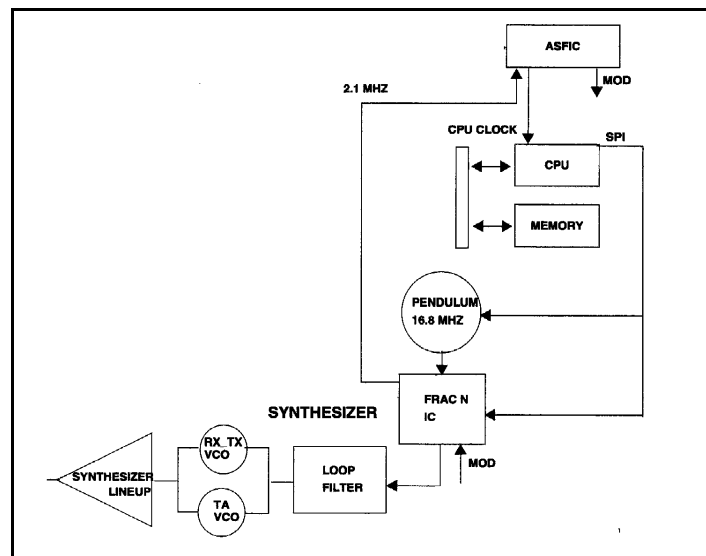 ASFIC
2.1 MHZ
MOD
CPU CLOCK
SPI
CPU
MEMORY
PENDULUM
16.8 MHZ
FRAC N
IC
SYNTHESIZER
MOD
RX_TX
VCO
LOOP
FILTER
SYNTHESIZER
LINEUP
TA
VCO